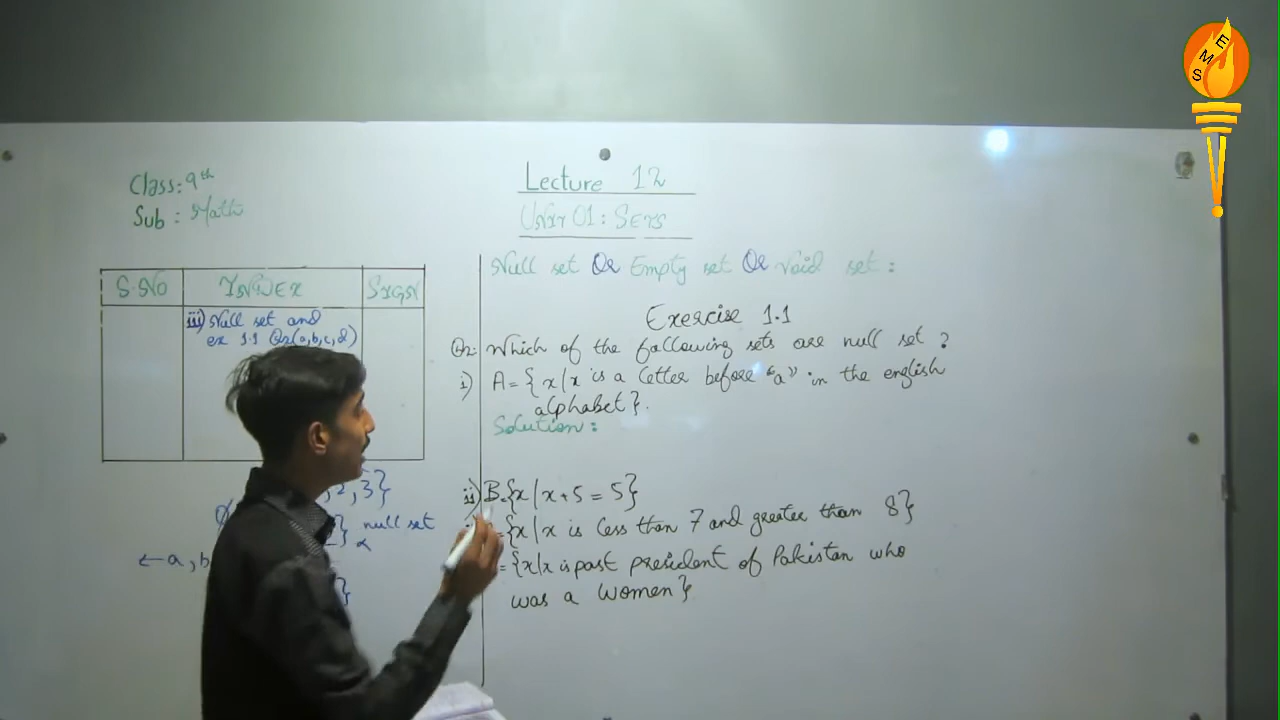 Class: 9th
Sub : Math
Lecture 12
Unit 01: Sets
S.No INDEX SIGN
iii) Null set and
ex 1.1 Q2(a,b,c,d)
2, 3}
} null set
← a, b
}
Null set Or Empty set Or Void set :
Exercise 1.1
Q2: Which of the following sets are null set ?
i) A = { x/x is a letter before "a" in the english
alphabet}.
Solution :
ii) B = {x / x + 5 = 5}
= {x / x is less than 7 and greater than 8}
= {x/x is past president of Pakistan who
was a women}
E
M
S